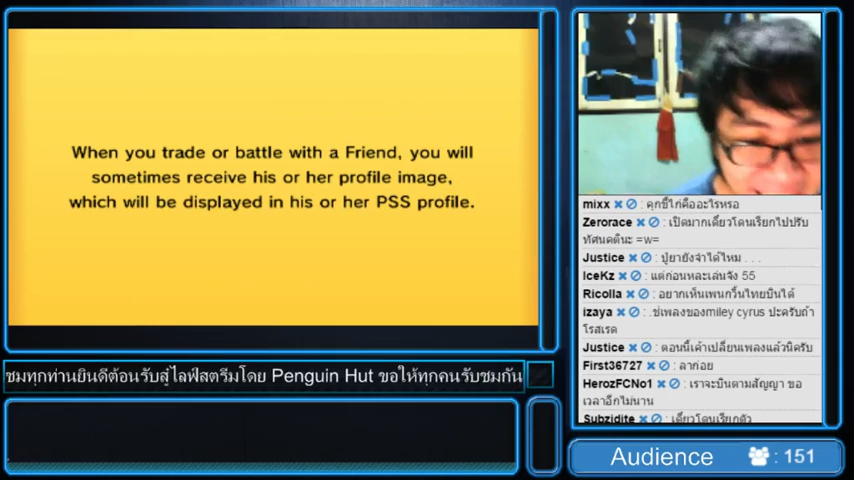 When you trade or battle with a Friend, you will
sometimes receive his or her profile image,
which will be displayed in his or her PSS profile.
mixx : คุกขี้ไก่คืออะไรหรอ
Zerorace : เปิดมากเดี๋ยวโดนเรียกไปปรับ
ทัศนคตินะ =w=
Justice : ปู่ยายังจำได้ไหม . . .
IceKz : แต่ก่อนหละเล่นจัง 55
Ricolla : อยากเห็นเพนกวิ้นไทยบินได้
izaya : .ช่เพลงของmiley cyrus ปะครับถ้า
โรสเรด
Justice : ตอนนี้เค้าเปลี่ยนเพลงแล้วนิครับ
First36727 : ลาก่อย
HerozFCNo1 : เราจะบินตามสัญญา ขอ
เวลาอีกไม่นาน
Subzidite : เดี๋ยวโดนเรียกตัว
ชมทุกท่านยินดีต้อนรับสู่ไลฟ์สตรีมโดย Penguin Hut ขอให้ทุกคนรับชมกัน
Audience : 151